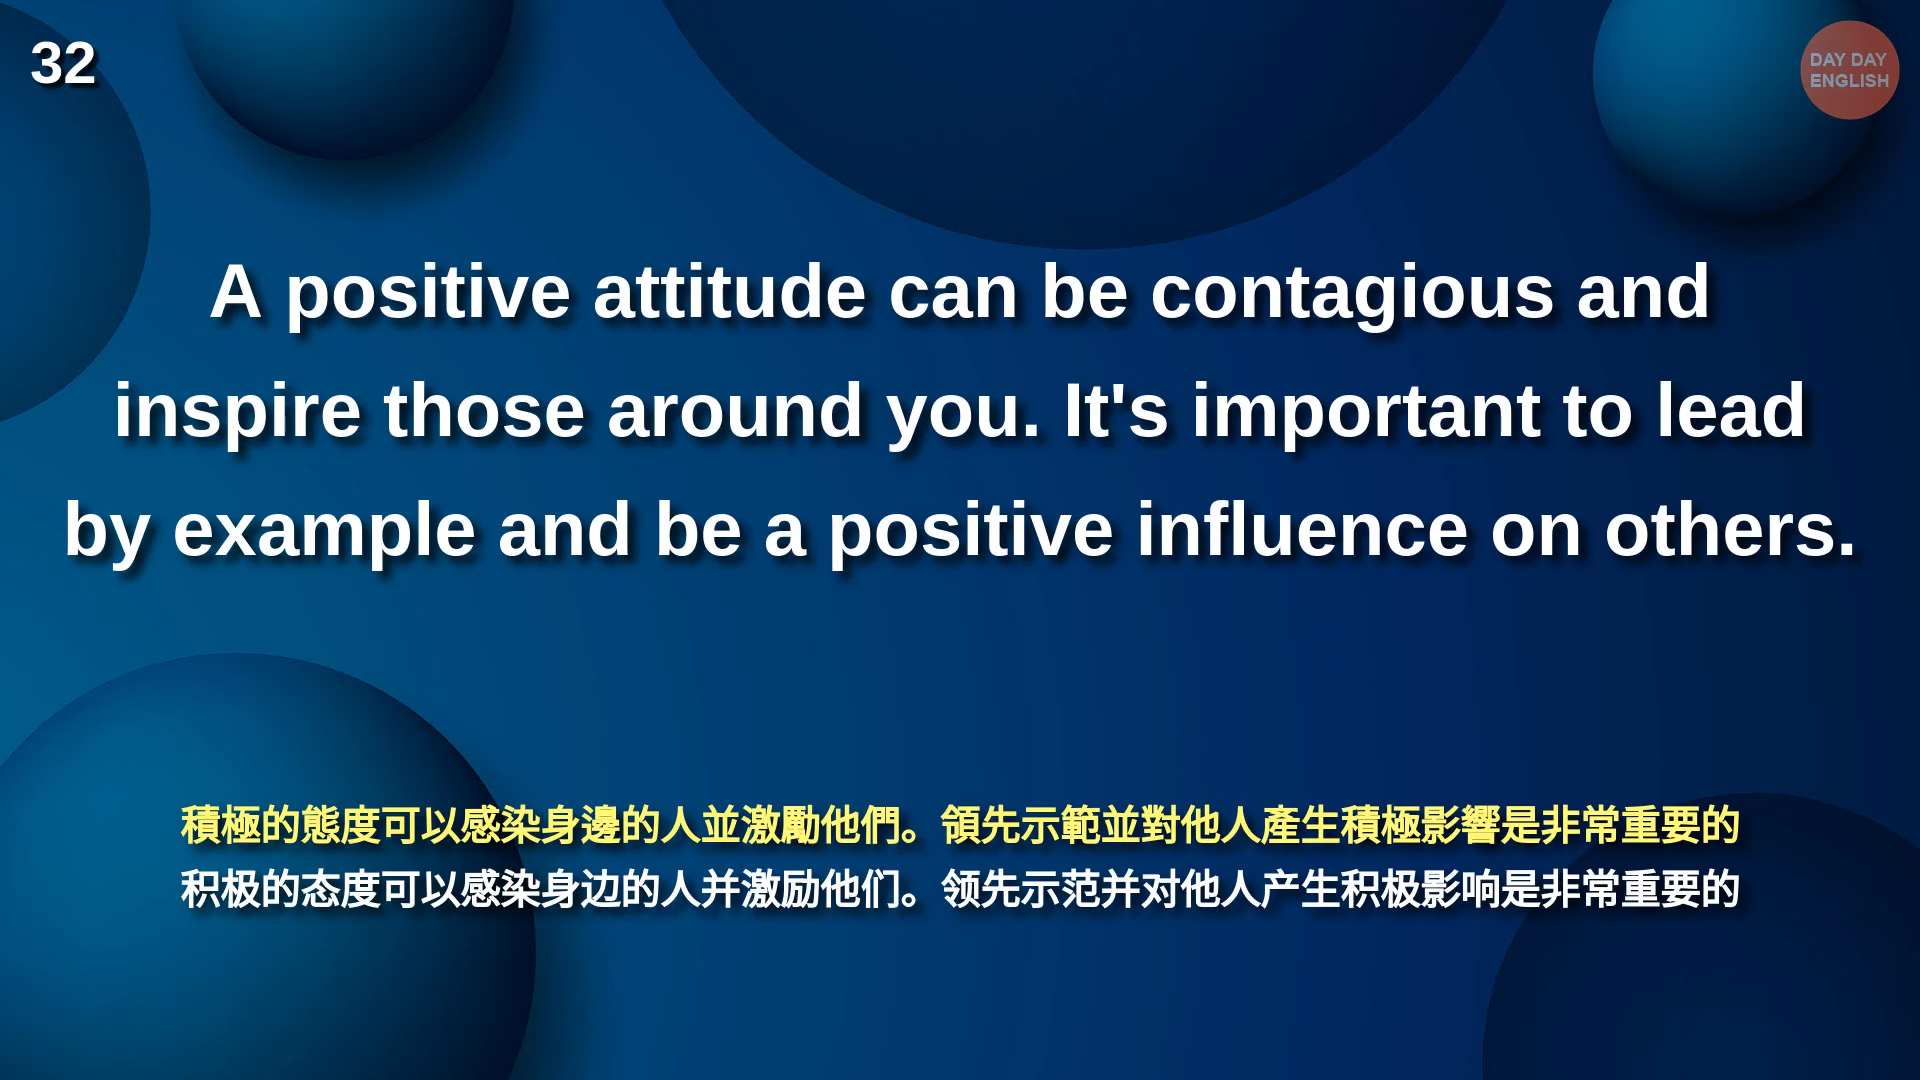 32
DAY DAY
ENGLISH
A positive attitude can be contagious and
inspire those around you. It's important to lead
by example and be a positive influence on others.
積極的態度可以感染身邊的人並激勵他們。領先示範並對他人產生積極影響是非常重要的
积极的态度可以感染身边的人并激励他们。领先示范并对他人产生积极影响是非常重要的